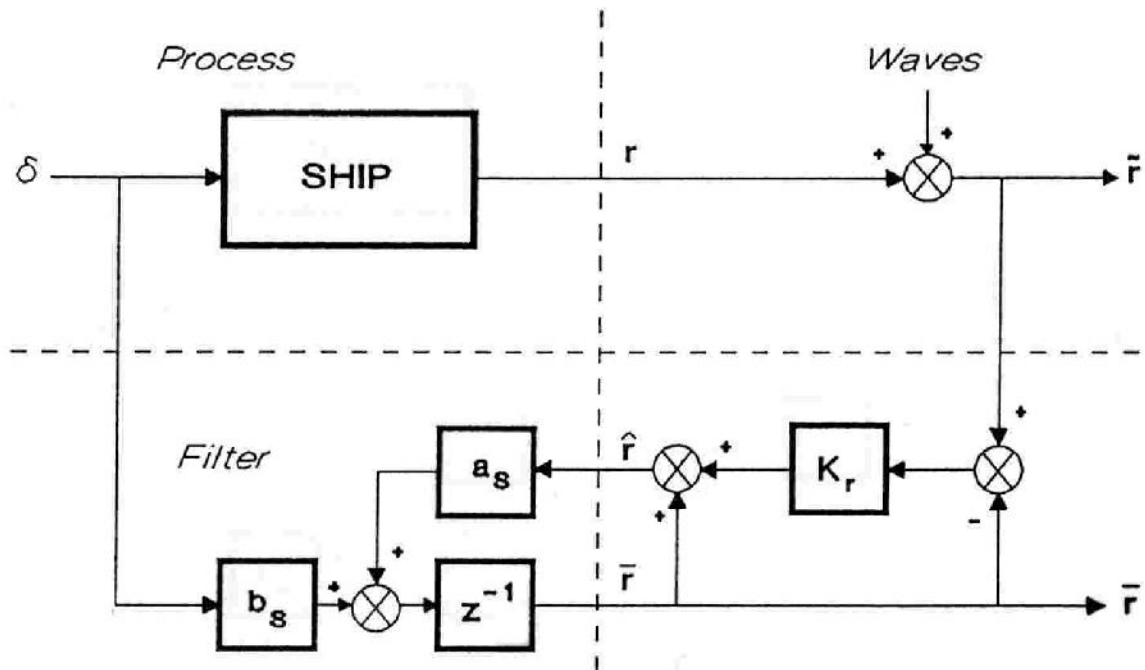 Process
Waves
+
δ
SHIP
r
+
r̿
+
Filter
a_s
r̂
+
K_r
+
+
-
b_s
+
z⁻¹
r̄
r̿